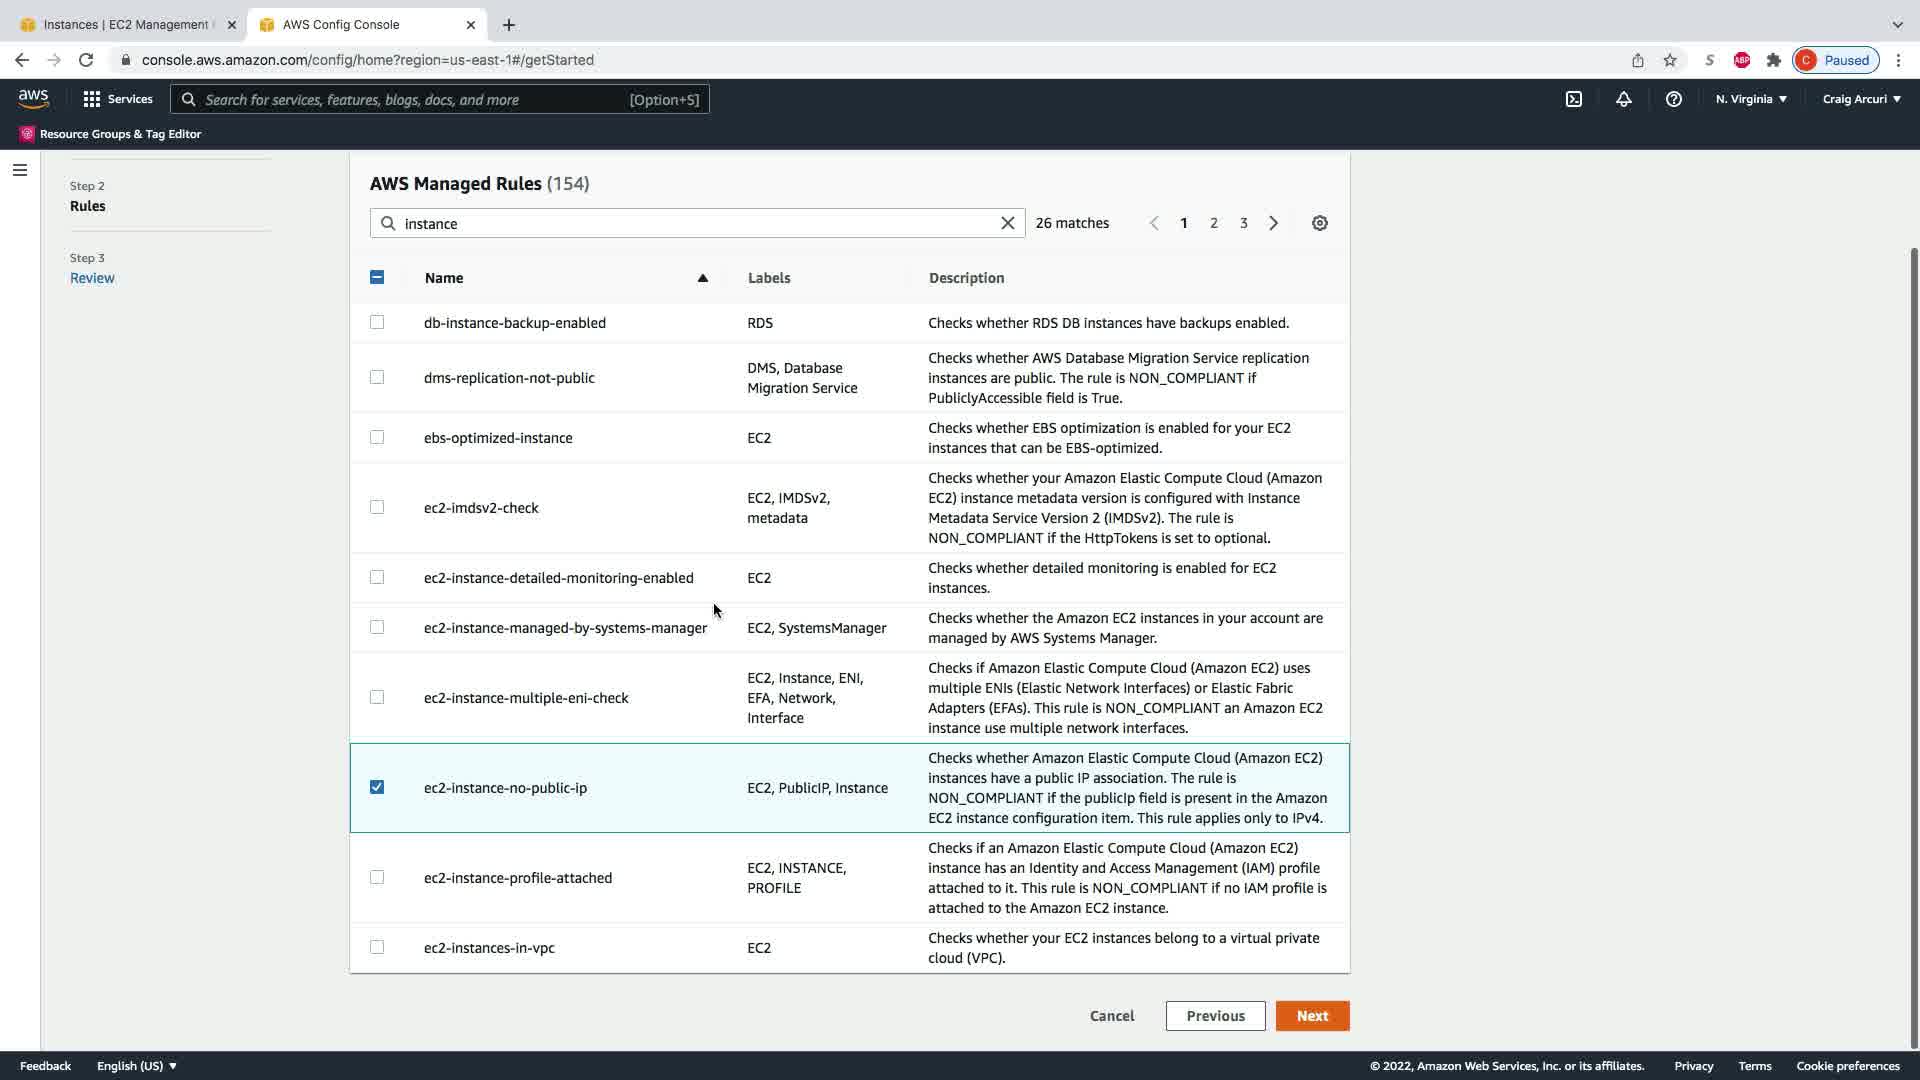 Instances | EC2 Management
AWS Config Console
console.aws.amazon.com/config/home?region=us-east-1#/getStarted
S
ABP
C
Paused
aws
Services
Search for services, features, blogs, docs, and more
[Option+S]
N. Virginia
Craig Arcuri
Resource Groups & Tag Editor
Step 2
Rules
Step 3
Review
AWS Managed Rules (154)
instance
26 matches
1
2
3
Name
Labels
Description
db-instance-backup-enabled
RDS
Checks whether RDS DB instances have backups enabled.
dms-replication-not-public
DMS, Database
Migration Service
Checks whether AWS Database Migration Service replication
instances are public. The rule is NON_COMPLIANT if
PubliclyAccessible field is True.
ebs-optimized-instance
EC2
Checks whether EBS optimization is enabled for your EC2
instances that can be EBS-optimized.
ec2-imdsv2-check
EC2, IMDSv2,
metadata
Checks whether your Amazon Elastic Compute Cloud (Amazon
EC2) instance metadata version is configured with Instance
Metadata Service Version 2 (IMDSv2). The rule is
NON_COMPLIANT if the HttpTokens is set to optional.
ec2-instance-detailed-monitoring-enabled
EC2
Checks whether detailed monitoring is enabled for EC2
instances.
ec2-instance-managed-by-systems-manager
EC2, SystemsManager
Checks whether the Amazon EC2 instances in your account are
managed by AWS Systems Manager.
ec2-instance-multiple-eni-check
EC2, Instance, ENI,
EFA, Network,
Interface
Checks if Amazon Elastic Compute Cloud (Amazon EC2) uses
multiple ENIs (Elastic Network Interfaces) or Elastic Fabric
Adapters (EFAs). This rule is NON_COMPLIANT an Amazon EC2
instance use multiple network interfaces.
ec2-instance-no-public-ip
EC2, PublicIP, Instance
Checks whether Amazon Elastic Compute Cloud (Amazon EC2)
instances have a public IP association. The rule is
NON_COMPLIANT if the publicIp field is present in the Amazon
EC2 instance configuration item. This rule applies only to IPv4.
ec2-instance-profile-attached
EC2, INSTANCE,
PROFILE
Checks if an Amazon Elastic Compute Cloud (Amazon EC2)
instance has an Identity and Access Management (IAM) profile
attached to it. This rule is NON_COMPLIANT if no IAM profile is
attached to the Amazon EC2 instance.
ec2-instances-in-vpc
EC2
Checks whether your EC2 instances belong to a virtual private
cloud (VPC).
Cancel
Previous
Next
Feedback
English (US)
© 2022, Amazon Web Services, Inc. or its affiliates.
Privacy
Terms
Cookie preferences